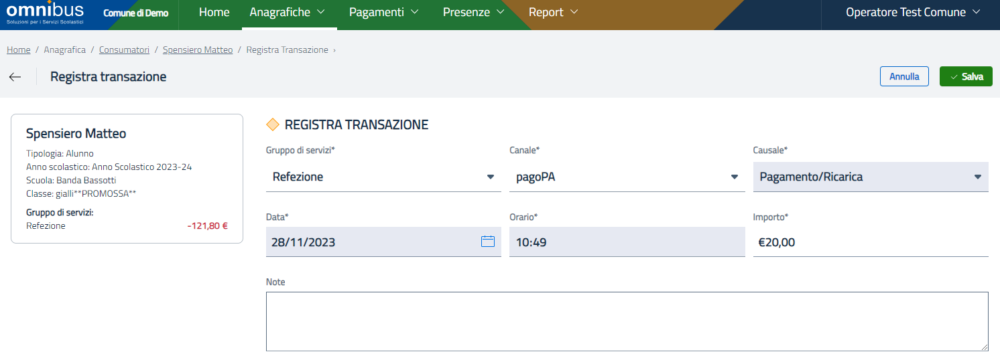 omnibus
Soluzioni per i Servizi Scolastici
Comune di Demo
Home Anagrafiche Pagamenti Presenze Report Operatore Test Comune
Home / Anagrafica / Consumatori / Spensiero Matteo / Registra Transazione ›
Registra transazione
Annulla Salva
Spensiero Matteo
Tipologia: Alunno
Anno scolastico: Anno Scolastico 2023-24
Scuola: Banda Bassotti
Classe: gialli**PROMOSSA**
Gruppo di servizi:
Refezione -121,80 €
REGISTRA TRANSAZIONE
Gruppo di servizi* Canale* Causale*
Refezione pagoPA Pagamento/Ricarica
Data* Orario* Importo*
28/11/2023 10:49 €20,00
Note